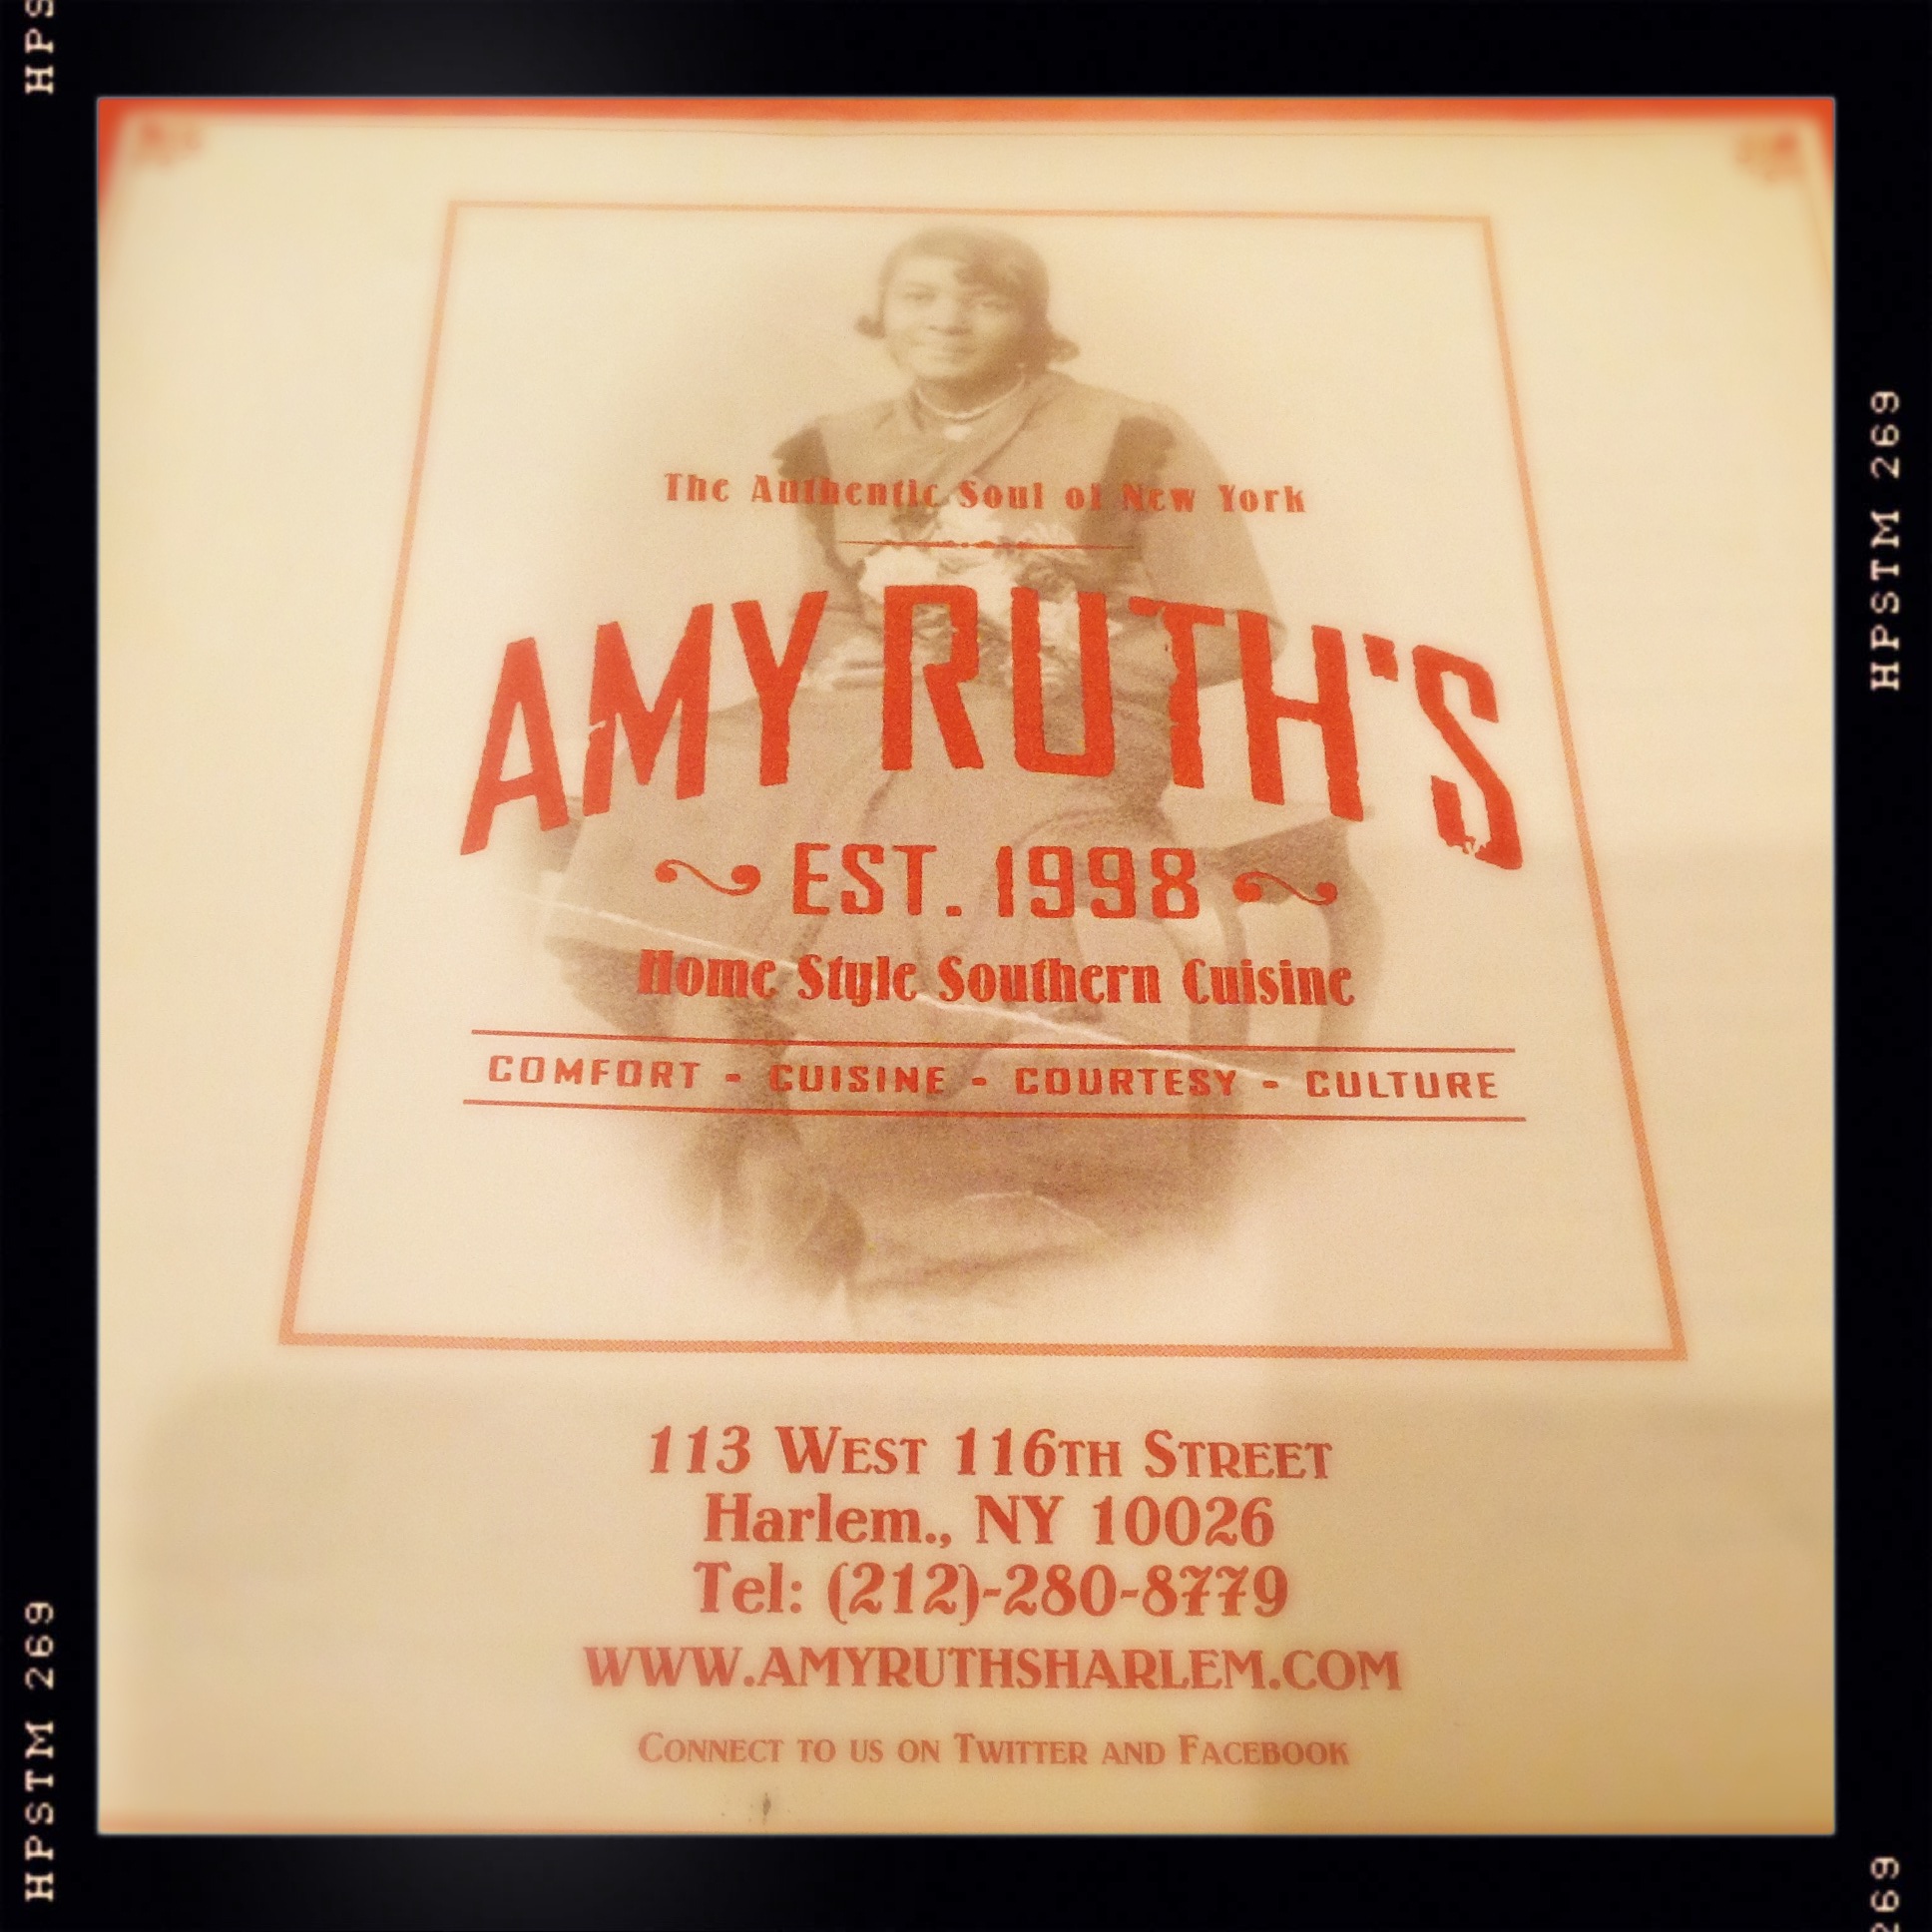 The Authentic Soul of New York
AMY RUTH'S
~ EST. 1998 ~
Home Style Southern Cuisine
COMFORT - CUISINE - COURTESY - CULTURE
113 WEST 116TH STREET
Harlem., NY 10026
Tel: (212)-280-8779
WWW.AMYRUTHSHARLEM.COM
CONNECT TO US ON TWITTER AND FACEBOOK
HPS
HPSTM 269
HPSTM 269
269